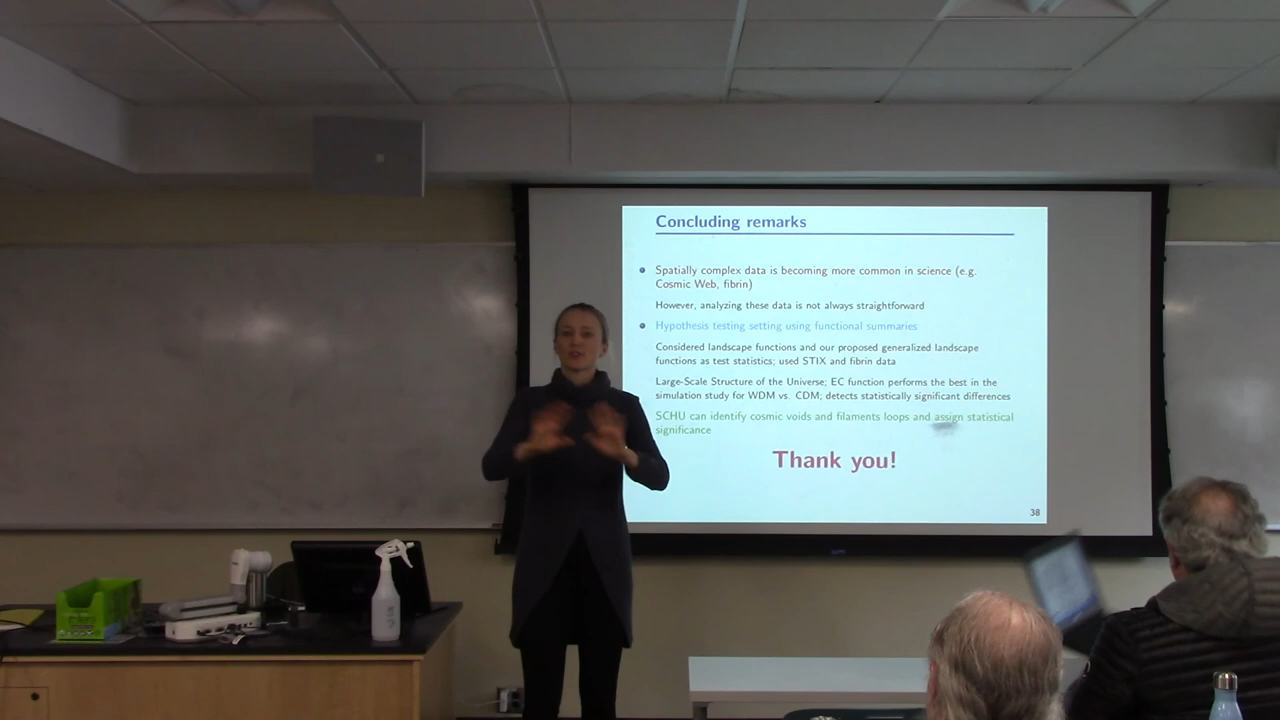 Concluding remarks
Spatially complex data is becoming more common in science (e.g.
Cosmic Web, fibrin)
However, analyzing these data is not always straightforward
Hypothesis testing setting using functional summaries
Considered landscape functions and our proposed generalized landscape
functions as test statistics; used STIX and fibrin data
Large-Scale Structure of the Universe; EC function performs the best in the
simulation study for WDM vs. CDM; detects statistically significant differences
SCHU can identify cosmic voids and filaments loops and assign statistical
significance
Thank you!
38